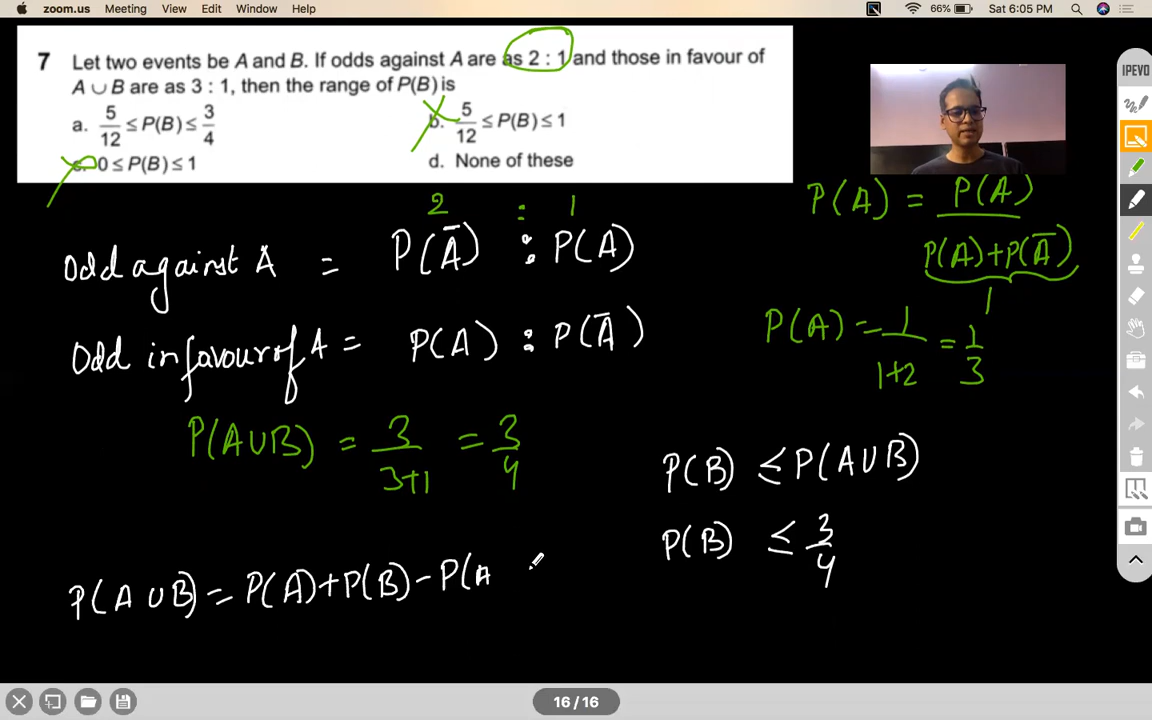 zoom.us Meeting View Edit Window Help 66% Sat 6:05 PM
7 Let two events be A and B. If odds against A are as 2 : 1 and those in favour of
A ∪ B are as 3 : 1, then the range of P(B) is
a. 5/12 ≤ P(B) ≤ 3/4 b. 5/12 ≤ P(B) ≤ 1
c. 0 ≤ P(B) ≤ 1 d. None of these
IPEVO
2 : 1
Odd against A = P(Ā) : P(A)
P(A) = P(A) / P(A)+P(Ā)
1
Odd in favour of A = P(A) : P(Ā)
P(A) = 1/1+2 = 1/3
P(A∪B) = 3/3+1 = 3/4
P(B) ≤ P(A∪B)
P(B) ≤ 3/4
P(A∪B) = P(A)+P(B)-P(A
16 / 16